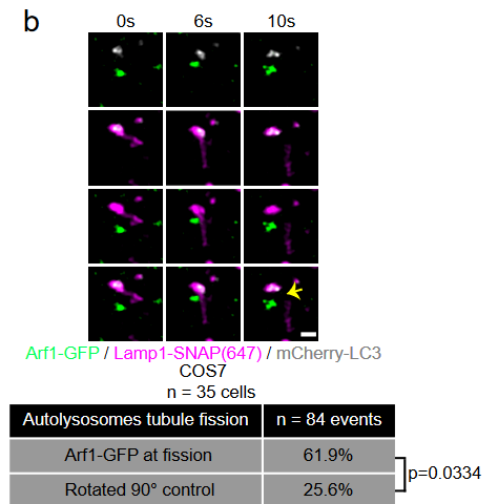 b
0s 6s 10s
Arf1-GFP / Lamp1-SNAP(647) / mCherry-LC3
COS7
n = 35 cells
Autolysosomes tubule fission n = 84 events
Arf1-GFP at fission 61.9%
Rotated 90° control 25.6%
p=0.0334